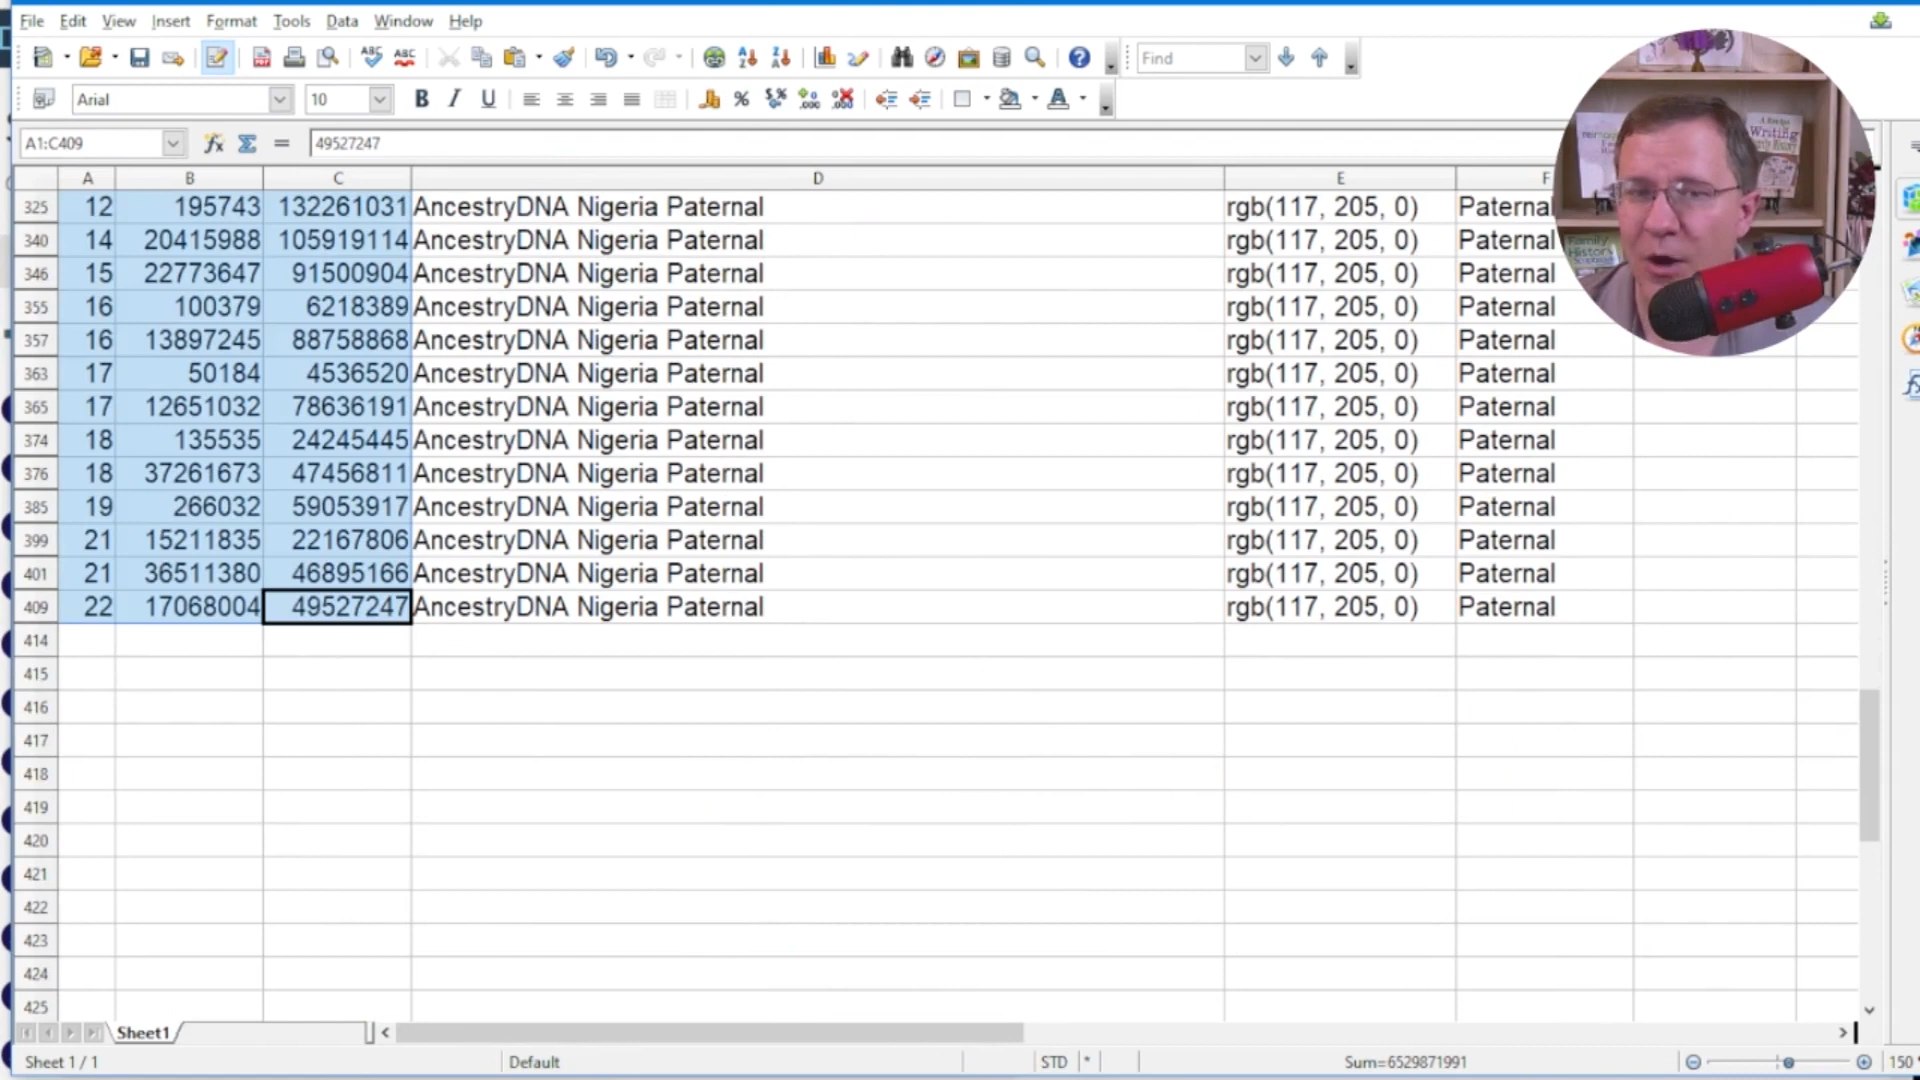 File Edit View Insert Format Tools Data Window Help
Find
Arial 10
A1:C409 49527247
A B C D E F
325 12 195743 132261031 AncestryDNA Nigeria Paternal rgb(117, 205, 0) Paternal
340 14 20415988 105919114 AncestryDNA Nigeria Paternal rgb(117, 205, 0) Paternal
346 15 22773647 91500904 AncestryDNA Nigeria Paternal rgb(117, 205, 0) Paternal
355 16 100379 6218389 AncestryDNA Nigeria Paternal rgb(117, 205, 0) Paternal
357 16 13897245 88758868 AncestryDNA Nigeria Paternal rgb(117, 205, 0) Paternal
363 17 50184 4536520 AncestryDNA Nigeria Paternal rgb(117, 205, 0) Paternal
365 17 12651032 78636191 AncestryDNA Nigeria Paternal rgb(117, 205, 0) Paternal
374 18 135535 24245445 AncestryDNA Nigeria Paternal rgb(117, 205, 0) Paternal
376 18 37261673 47456811 AncestryDNA Nigeria Paternal rgb(117, 205, 0) Paternal
385 19 266032 59053917 AncestryDNA Nigeria Paternal rgb(117, 205, 0) Paternal
399 21 15211835 22167806 AncestryDNA Nigeria Paternal rgb(117, 205, 0) Paternal
401 21 36511380 46895166 AncestryDNA Nigeria Paternal rgb(117, 205, 0) Paternal
409 22 17068004 49527247 AncestryDNA Nigeria Paternal rgb(117, 205, 0) Paternal
414
415
416
417
418
419
420
421
422
423
424
425
Sheet1
Sheet 1 / 1 Default STD * Sum=6529871991 150
Writing
Family
History